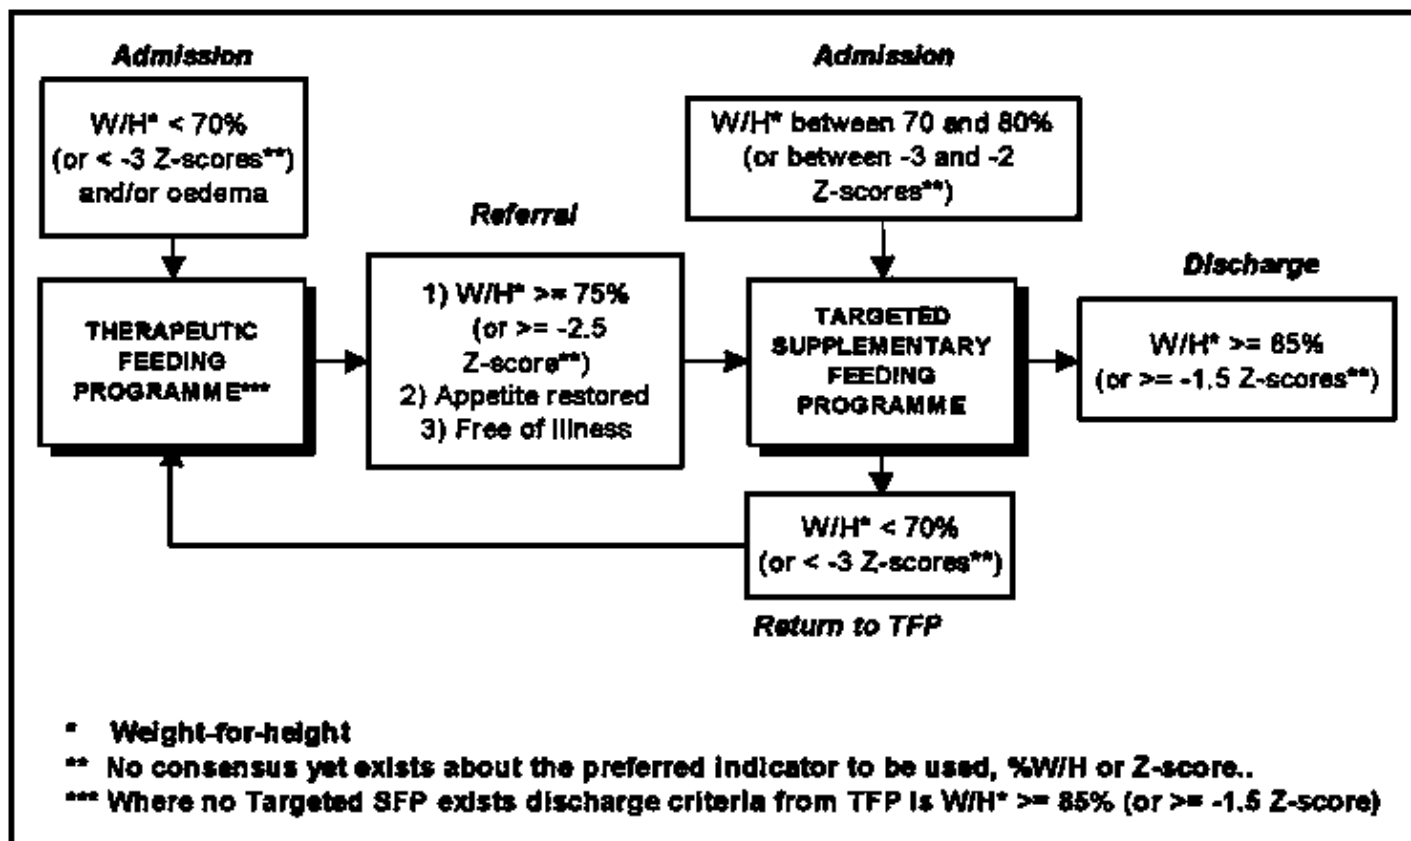 Admission
W/H* < 70%
(or < -3 Z-scores**)
and/or oedema
THERAPEUTIC
FEEDING
PROGRAMME***
Referral
1) W/H* >= 75%
(or >= -2.5
Z-score**)
2) Appetite restored
3) Free of illness
Admission
W/H* between 70 and 80%
(or between -3 and -2
Z-scores**)
TARGETED
SUPPLEMENTARY
FEEDING
PROGRAMME
Discharge
W/H* >= 85%
(or >= -1.5 Z-scores**)
W/H* < 70%
(or < -3 Z-scores**)
Return to TFP
* Weight-for-height
** No consensus yet exists about the preferred indicator to be used, %W/H or Z-score..
*** Where no Targeted SFP exists discharge criteria from TFP is W/H* >= 85% (or >= -1.5 Z-score)